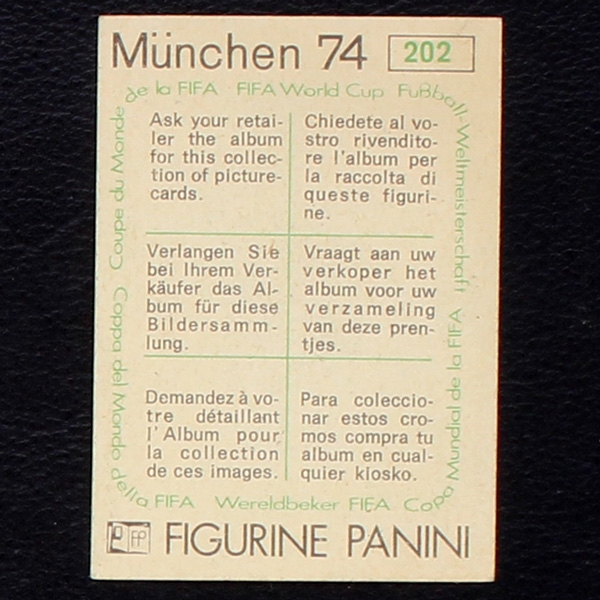 München 74 202
de la FIFA FIFA World Cup Fußball-Weltmeisterschaft
Ask your retai-
ler the album
for this collec-
tion of picture-
cards.
Chiedete al vo-
stro rivendito-
re l'album per
la raccolta di
queste figuri-
ne.
Verlangen Sie
bei Ihrem Ver-
käufer das Al-
bum für diese
Bildersamm-
lung.
Vraagt aan uw
verkoper het
album voor uw
verzameling
van deze pren-
tjes.
Demandez à vo-
tre détaillant
l'Album pour
la collection
de ces images.
Para coleccio-
nar estos cro-
mos compra tu
album en cual-
quier kiosko.
Copa Mundial de la FIFA
Wereldbeker FIFA
Coppa del Mondo della FIFA
Coupe du Monde
FP FIGURINE PANINI